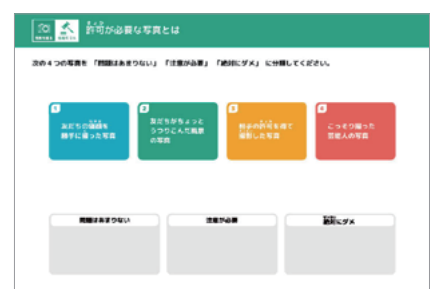 許可が必要な写真とは
次の4つの写真を 「問題はあまりない」 「注意が必要」 「絶対にダメ」 に分類してください。
1
友だちの寝顔を
勝手に撮った写真
2
友だちがちょっと
うつりこんだ風景
の写真
3
相手の許可を得て
撮影した写真
4
こっそり撮った
芸能人の写真
問題はあまりない
注意が必要
絶対にダメ